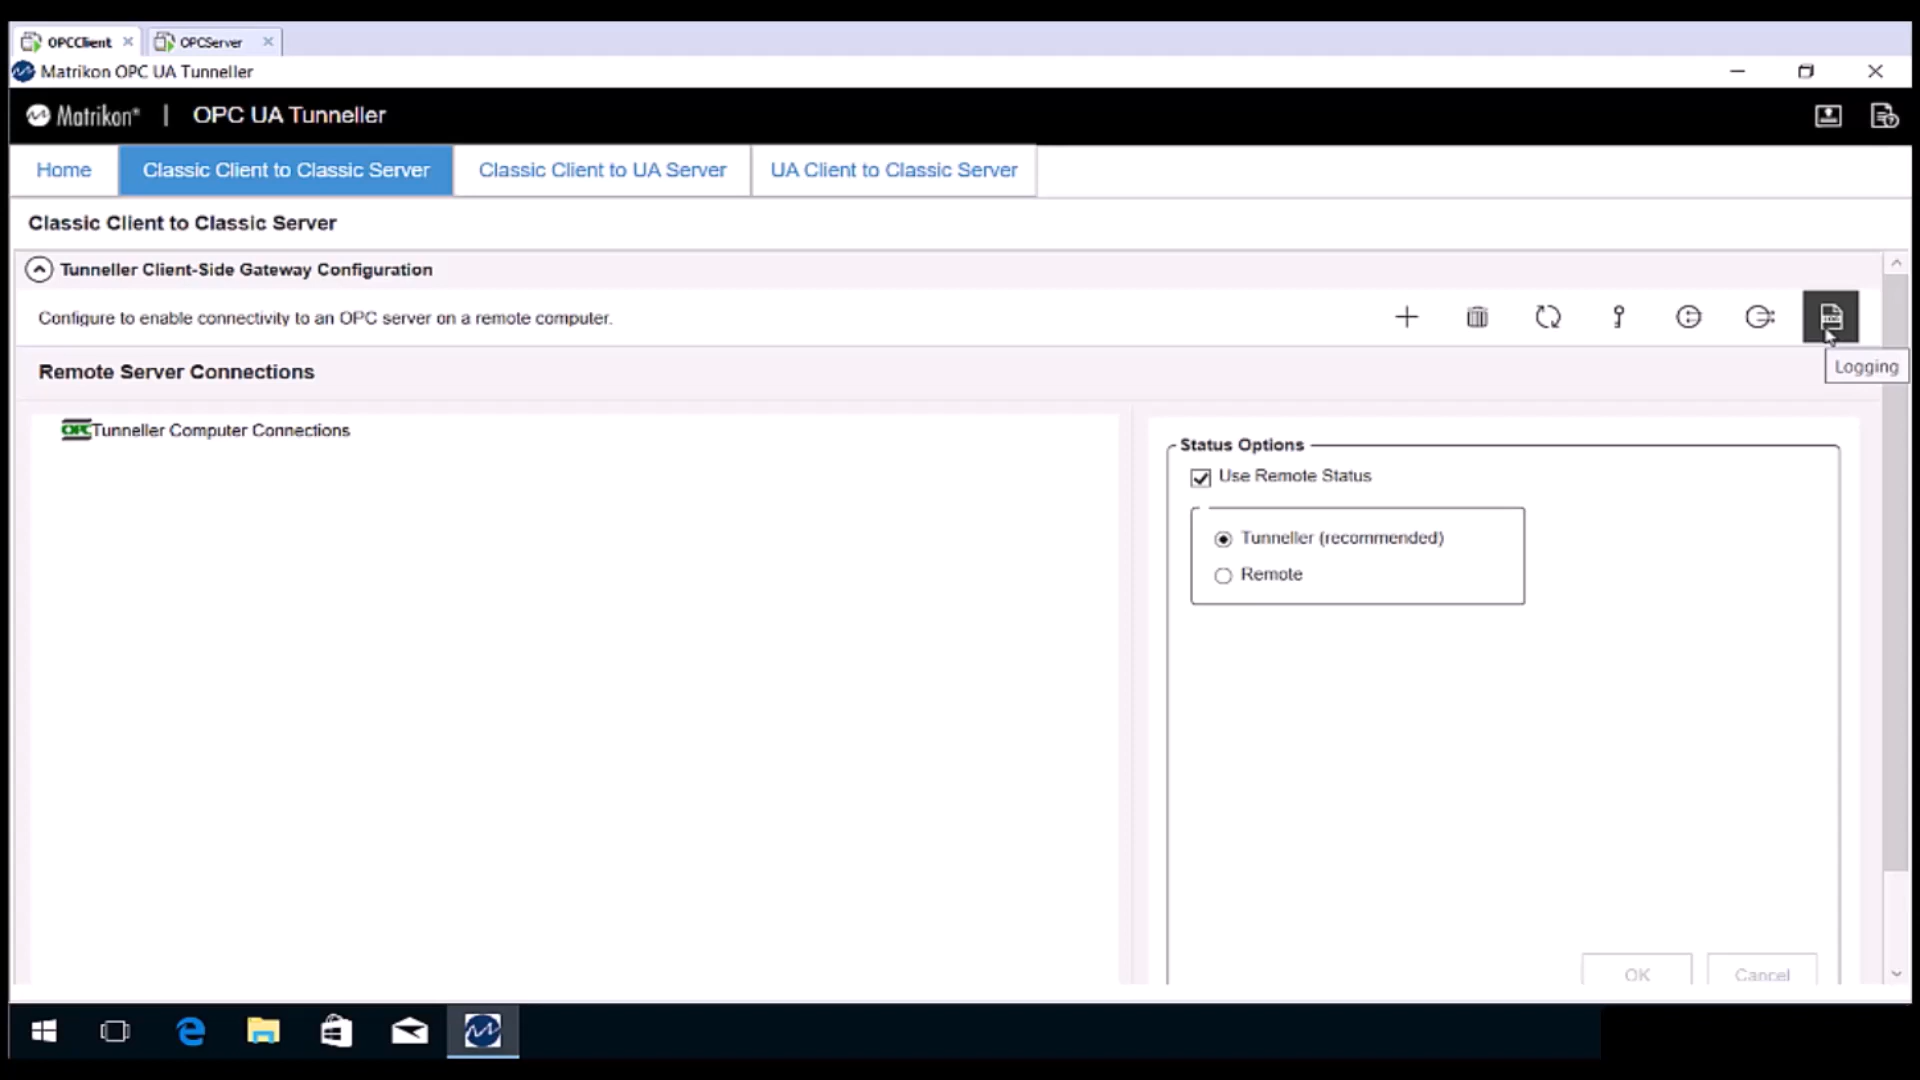 OPCClient
OPCServer
Matrikon OPC UA Tunneller
Matrikon® | OPC UA Tunneller
Home
Classic Client to Classic Server
Classic Client to UA Server
UA Client to Classic Server
Classic Client to Classic Server
Tunneller Client-Side Gateway Configuration
Configure to enable connectivity to an OPC server on a remote computer.
LOG
Logging
Remote Server Connections
OPC Tunneller Computer Connections
Status Options
Use Remote Status
Tunneller (recommended)
Remote
OK
Cancel